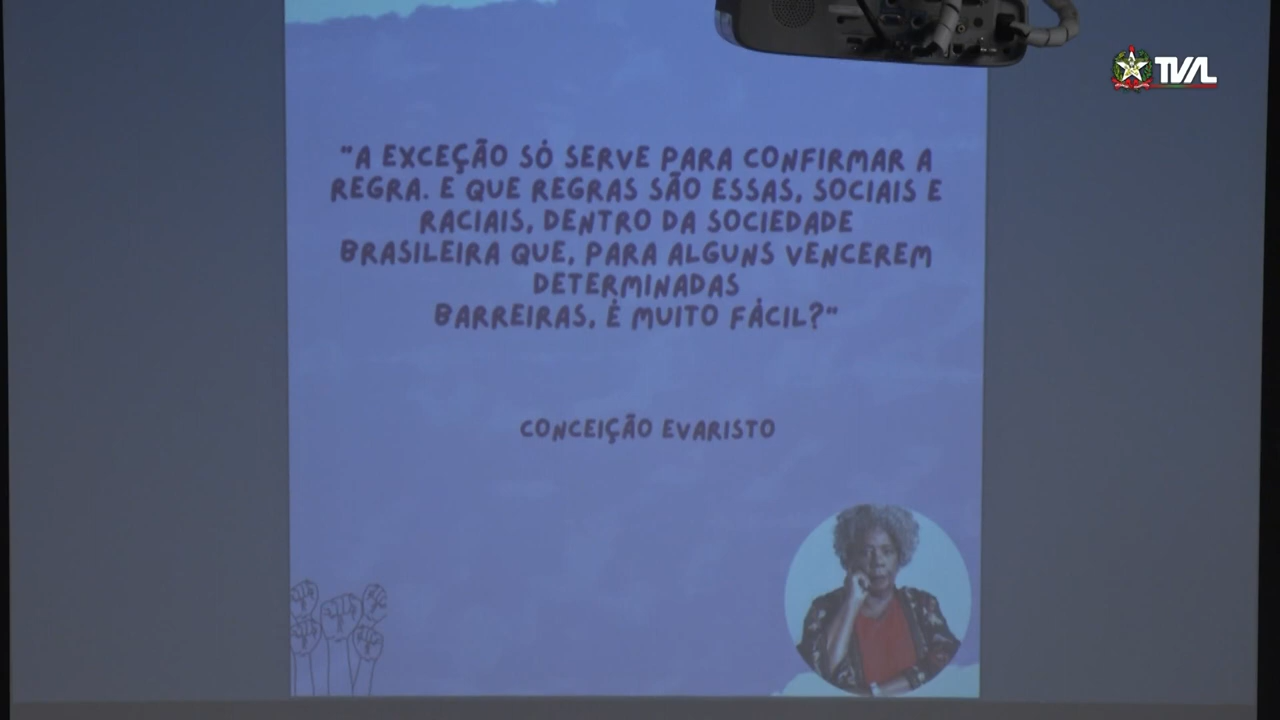 TVAL
"A EXCEÇÃO SÓ SERVE PARA CONFIRMAR A
REGRA. E QUE REGRAS SÃO ESSAS, SOCIAIS E
RACIAIS, DENTRO DA SOCIEDADE
BRASILEIRA QUE, PARA ALGUNS VENCEREM
DETERMINADAS
BARREIRAS, É MUITO FÁCIL?"
CONCEIÇÃO EVARISTO